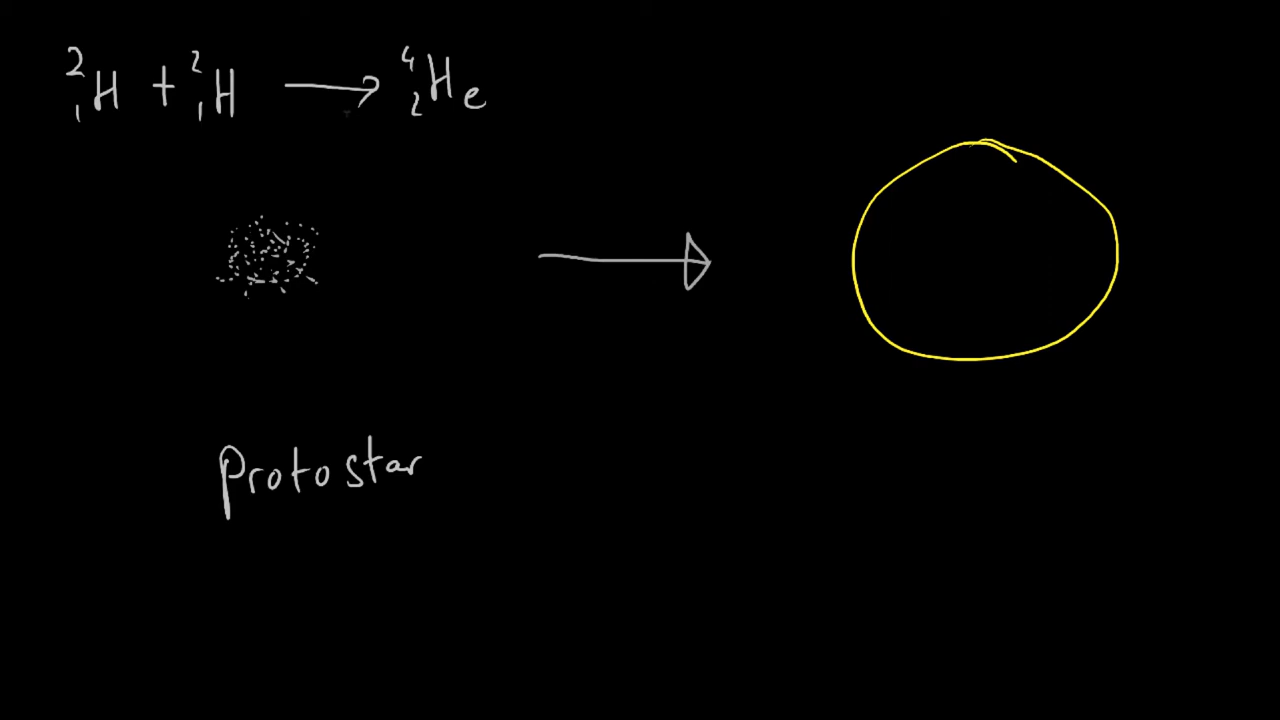 ²₁H + ²₁H → ⁴₂He
Protostar